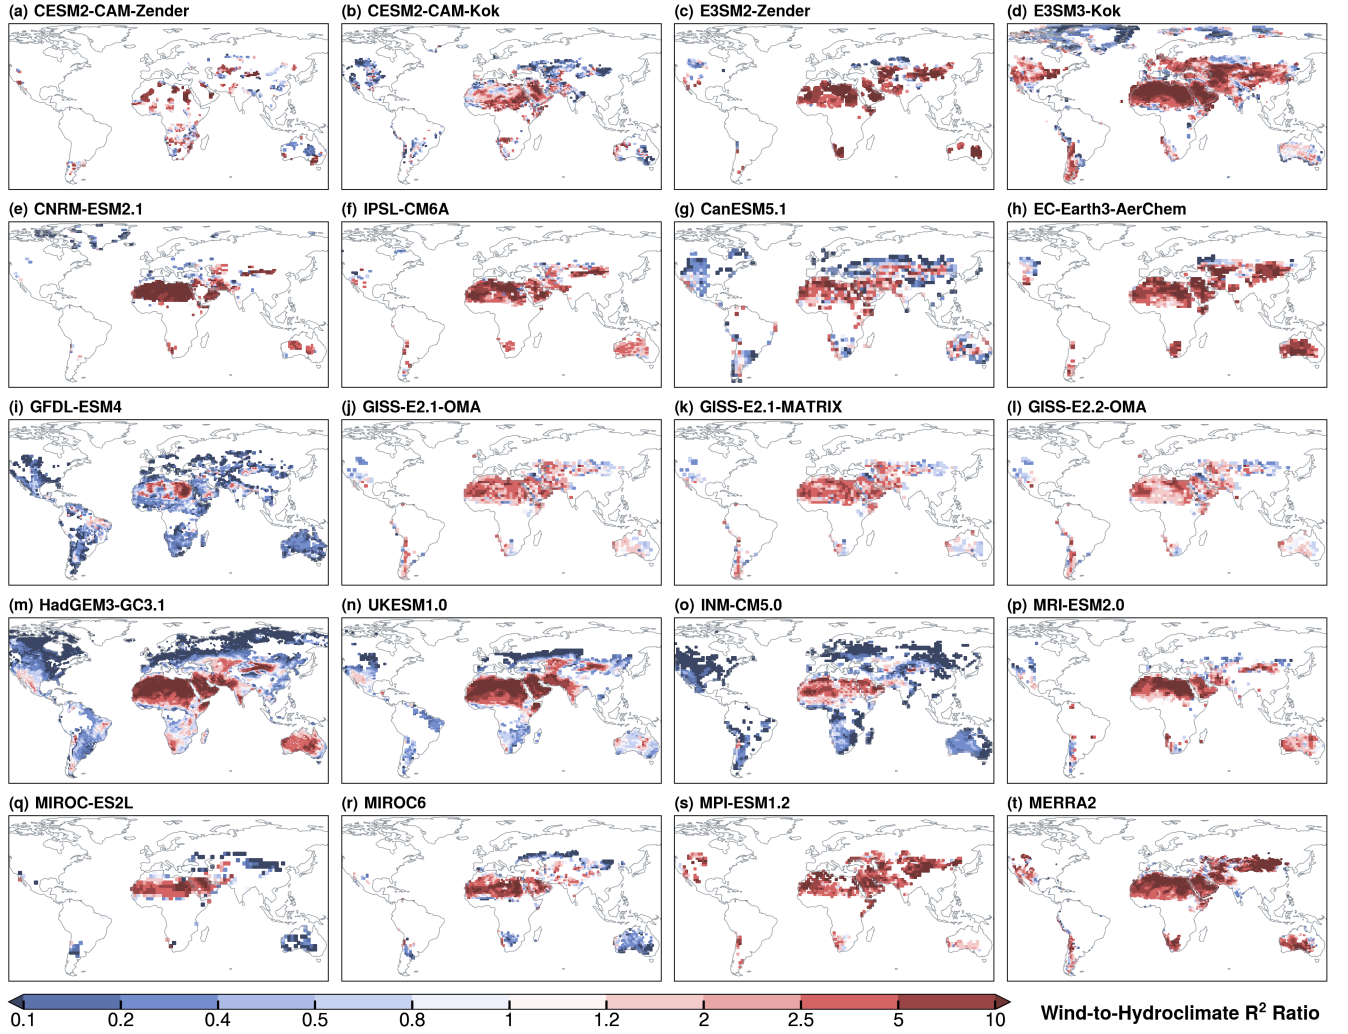 (a) CESM2-CAM-Zender
(b) CESM2-CAM-Kok
(c) E3SM2-Zender
(d) E3SM3-Kok
(e) CNRM-ESM2.1
(f) IPSL-CM6A
(g) CanESM5.1
(h) EC-Earth3-AerChem
(i) GFDL-ESM4
(j) GISS-E2.1-OMA
(k) GISS-E2.1-MATRIX
(l) GISS-E2.2-OMA
(m) HadGEM3-GC3.1
(n) UKESM1.0
(o) INM-CM5.0
(p) MRI-ESM2.0
(q) MIROC-ES2L
(r) MIROC6
(s) MPI-ESM1.2
(t) MERRA2
0.1 0.2 0.4 0.5 0.8 1 1.2 2 2.5 5 10
Wind-to-Hydroclimate R² Ratio